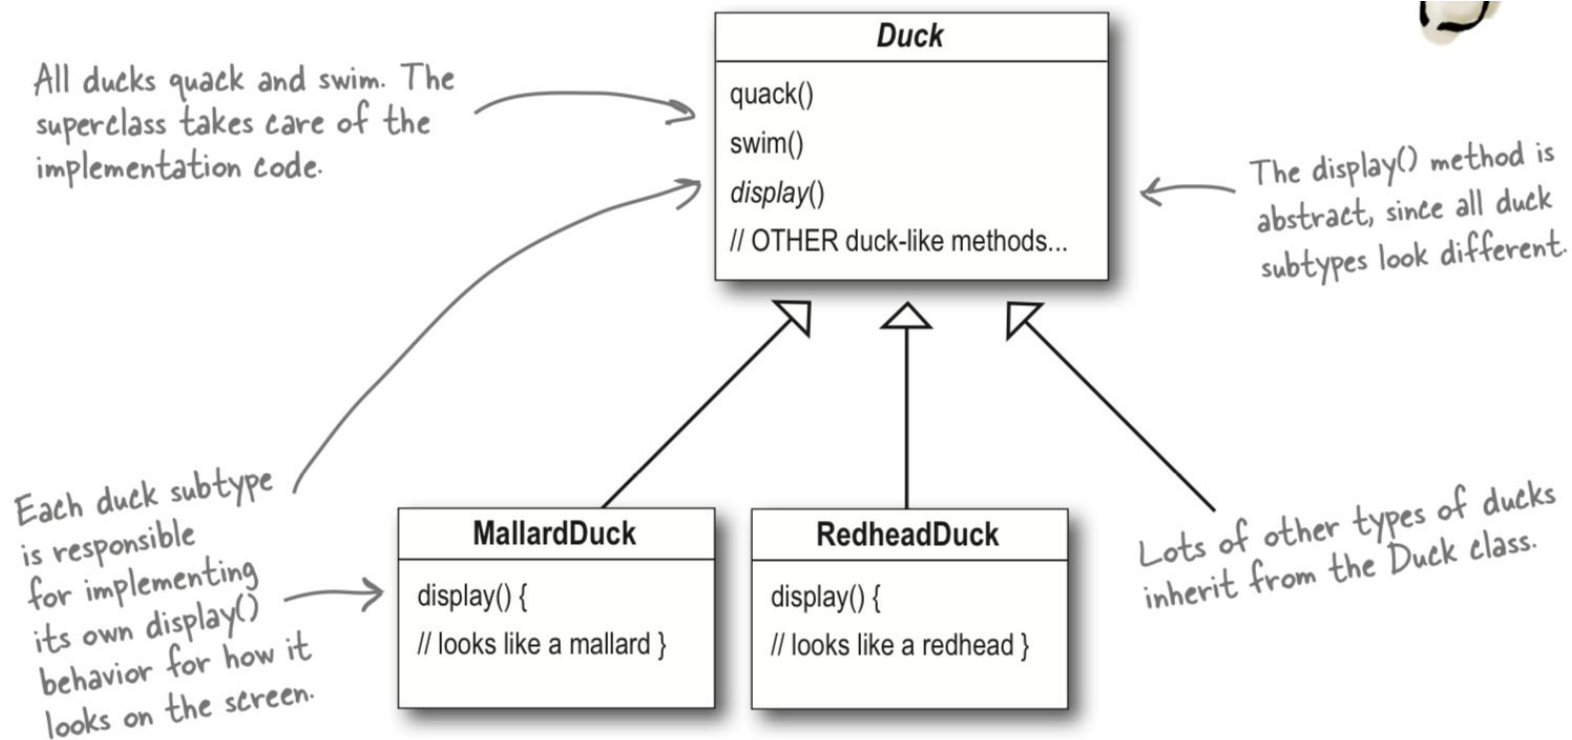 All ducks quack and swim. The
superclass takes care of the
implementation code.
Duck
quack()
swim()
display()
// OTHER duck-like methods...
The display() method is
abstract, since all duck
subtypes look different.
Each duck subtype
is responsible
for implementing
its own display()
behavior for how it
looks on the screen.
MallardDuck
display() {
// looks like a mallard }
RedheadDuck
display() {
// looks like a redhead }
Lots of other types of ducks
inherit from the Duck class.